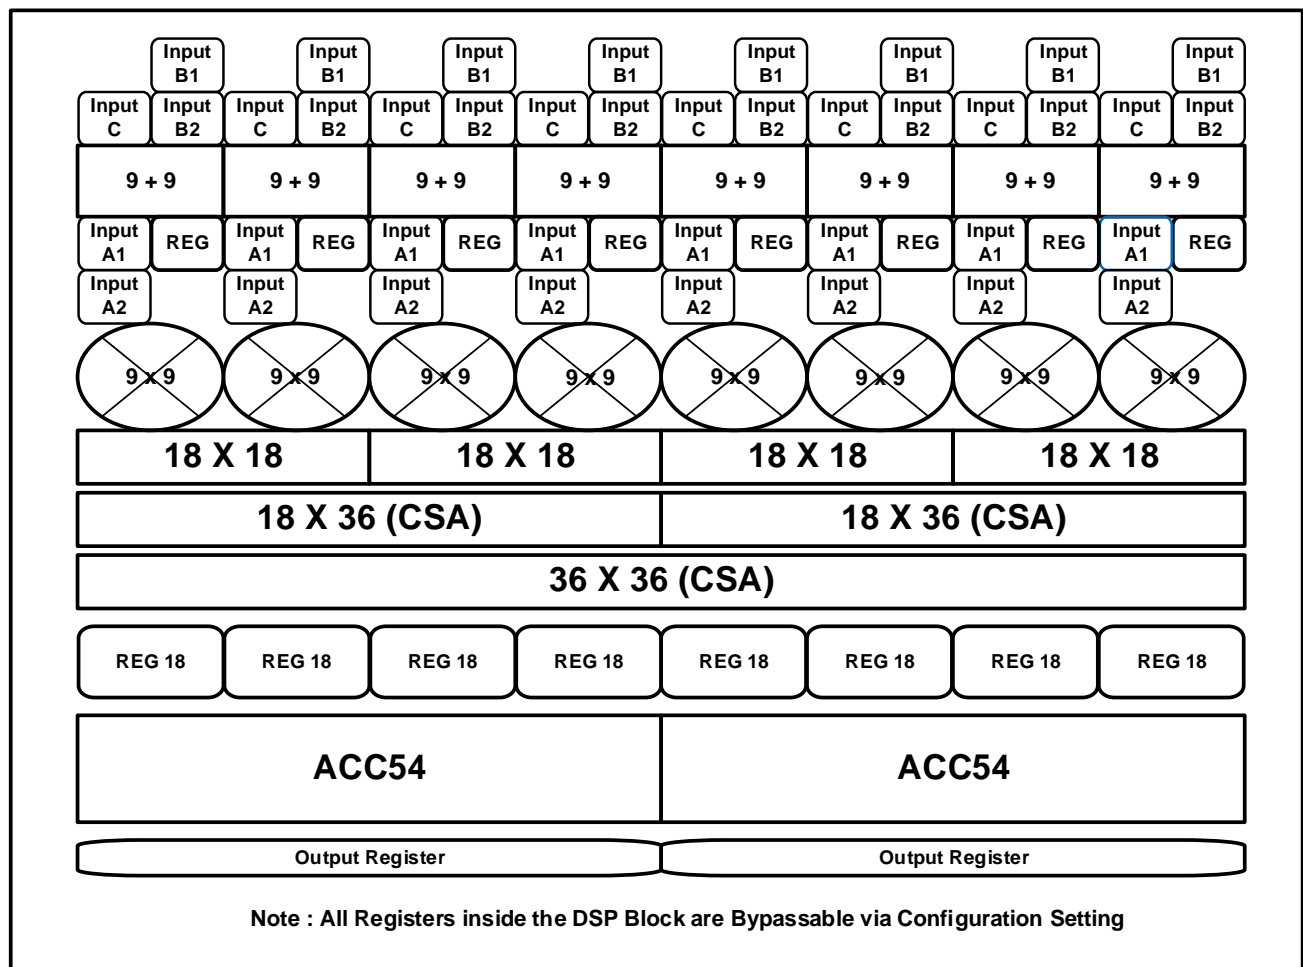 Input B1 Input B1 Input B1 Input B1 Input B1 Input B1 Input B1 Input B1
Input C Input B2 Input C Input B2 Input C Input B2 Input C Input B2 Input C Input B2 Input C Input B2 Input C Input B2 Input C Input B2
9 + 9 9 + 9 9 + 9 9 + 9 9 + 9 9 + 9 9 + 9 9 + 9
Input A1 REG Input A1 REG Input A1 REG Input A1 REG Input A1 REG Input A1 REG Input A1 REG Input A1 REG
Input A2 Input A2 Input A2 Input A2 Input A2 Input A2 Input A2 Input A2
9 x 9 9 x 9 9 x 9 9 x 9 9 x 9 9 x 9 9 x 9 9 x 9
18 X 18 18 X 18 18 X 18 18 X 18
18 X 36 (CSA) 18 X 36 (CSA)
36 X 36 (CSA)
REG 18 REG 18 REG 18 REG 18 REG 18 REG 18 REG 18 REG 18
ACC54 ACC54
Output Register Output Register
Note : All Registers inside the DSP Block are Bypassable via Configuration Setting